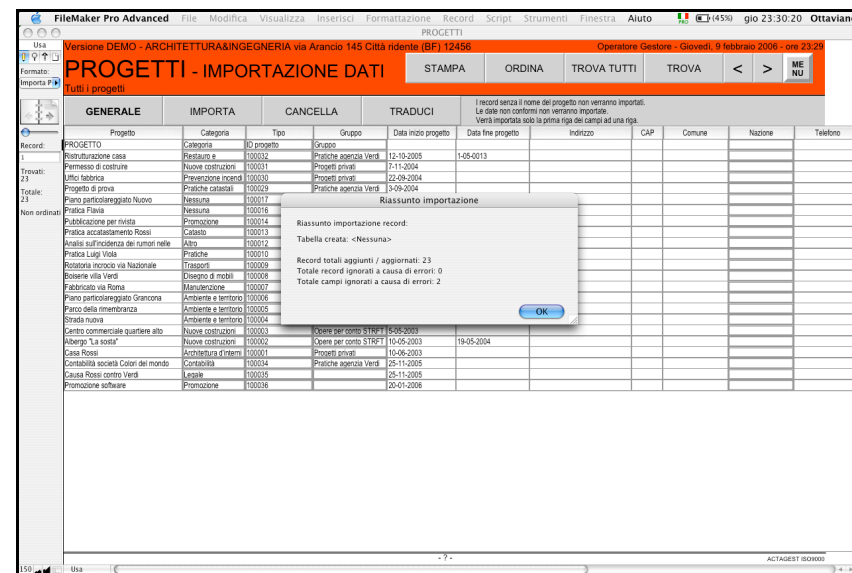 FileMaker Pro Advanced File Modifica Visualizza Inserisci Formattazione Record Script Strumenti Finestra Aiuto PRO (45%) gio 23:30:20 Ottavian
PROGETTI
Usa
Versione DEMO - ARCHITETTURA&INGEGNERIA via Arancio 145 Città ridente (BF) 12456 Operatore Gestore - Giovedì, 9 febbraio 2006 - ore 23:29
PROGETTI - IMPORTAZIONE DATI STAMPA ORDINA TROVA TUTTI TROVA < > ME NU
Formato:
Importa P
Tutti i progetti
GENERALE IMPORTA CANCELLA TRADUCI
I record senza il nome del progetto non verranno importati.
Le date non conformi non verranno importate.
Verrà importata solo la prima riga dei campi ad una riga.
Progetto Categoria Tipo Gruppo Data inizio progetto Data fine progetto Indirizzo CAP Comune Nazione Telefono
Record:
1
Trovati:
23
Totale:
23
Non ordinati
PROGETTO Categoria ID progetto Gruppo
Ristrutturazione casa Restauro e 100032 Pratiche agenzia Verdi 12-10-2005 1-05-0013
Permesso di costruire Nuove costruzioni 100031 Progetti privati 7-11-2004
Uffici fabbrica Prevenzione incendi 100030 Progetti privati 22-09-2004
Progetto di prova Pratiche catastali 100029 Pratiche agenzia Verdi 3-09-2004
Piano particolareggiato Nuovo Nessuna 100017
Pratica Flavia Nessuna 100016
Pubblicazione per rivista Promozione 100014
Pratica accatastamento Rossi Catasto 100013
Analisi sull'incidenza dei rumori nelle Altro 100012
Pratica Luigi Viola Pratiche 100010
Rotatoria incrocio via Nazionale Trasporti 100009
Boiserie villa Verdi Disegno di mobili 100008
Fabbricato via Roma Manutenzione 100007
Piano particolareggiato Grancona Ambiente e territorio 100006
Parco della rimembranza Ambiente e territorio 100005
Strada nuova Ambiente e territorio 100004
Centro commerciale quartiere alto Nuove costruzioni 100003 Opere per conto STRFT 5-05-2003
Albergo "La sosta" Nuove costruzioni 100002 Opere per conto STRFT 10-05-2003 19-05-2004
Casa Rossi Architettura d'interni 100001 Progetti privati 10-06-2003
Contabilità società Colori del mondo Contabilità 100034 Pratiche agenzia Verdi 25-11-2005
Causa Rossi contro Verdi Legale 100035 25-11-2005
Promozione software Promozione 100036 20-01-2006
Riassunto importazione
Riassunto importazione record:
Tabella creata: <Nessuna>
Record totali aggiunti / aggiornati: 23
Totale record ignorati a causa di errori: 0
Totale campi ignorati a causa di errori: 2
OK
- ? -
ACTAGEST ISO9000
150 Usa